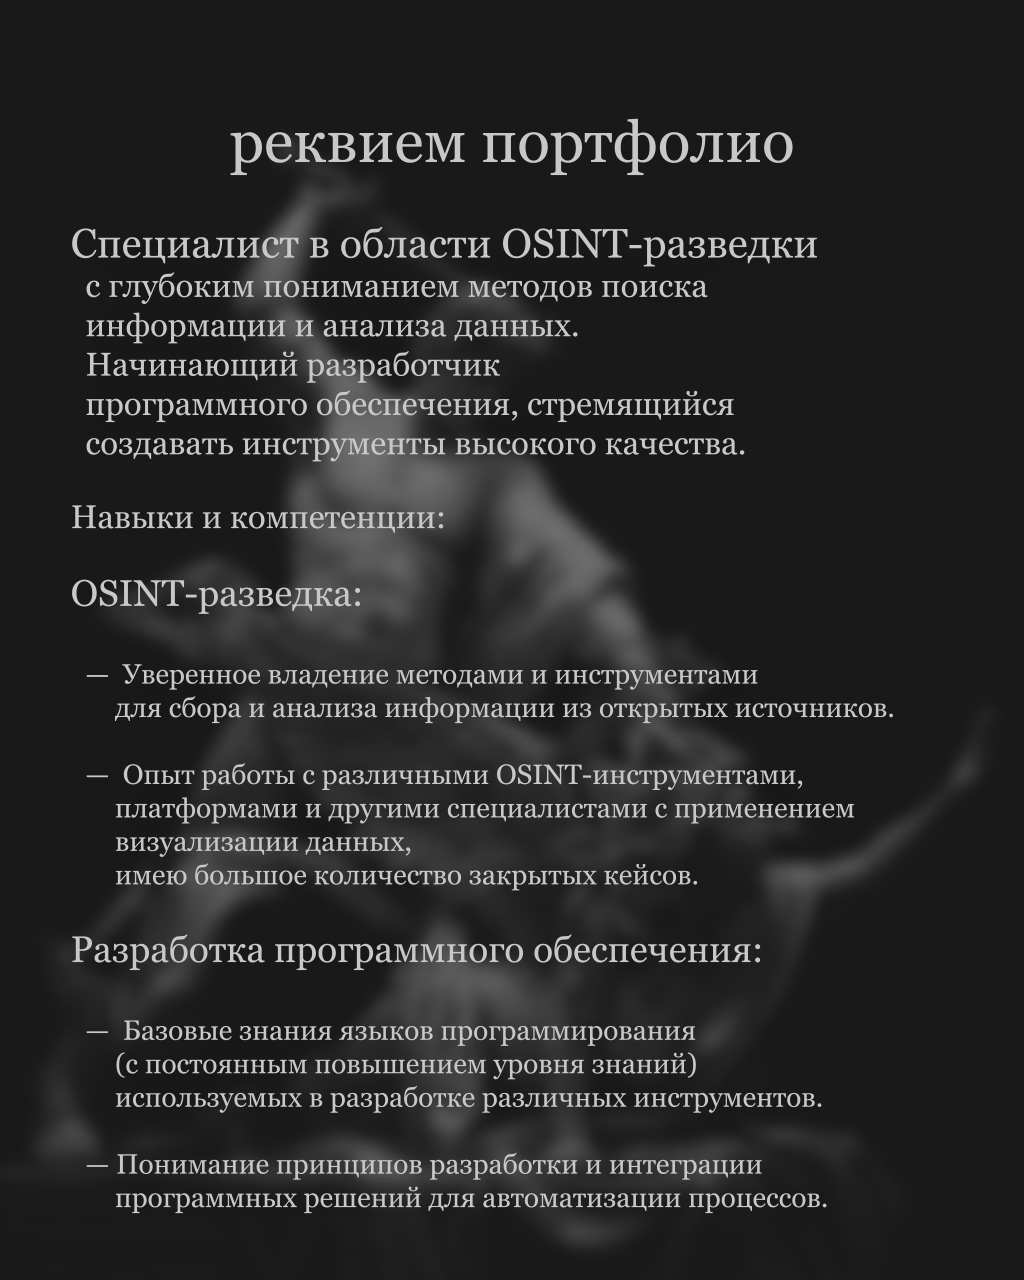 реквием портфолио
Специалист в области OSINT-разведки
с глубоким пониманием методов поиска
информации и анализа данных.
Начинающий разработчик
программного обеспечения, стремящийся
создавать инструменты высокого качества.
Навыки и компетенции:
OSINT-разведка:
— Уверенное владение методами и инструментами
для сбора и анализа информации из открытых источников.
— Опыт работы с различными OSINT-инструментами,
платформами и другими специалистами с применением
визуализации данных,
имею большое количество закрытых кейсов.
Разработка программного обеспечения:
— Базовые знания языков программирования
(с постоянным повышением уровня знаний)
используемых в разработке различных инструментов.
— Понимание принципов разработки и интеграции
программных решений для автоматизации процессов.